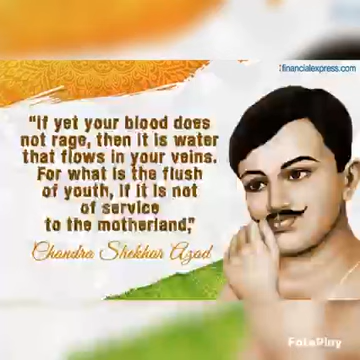 financialexpress.com
"If yet your blood does
not rage, then it is water
that flows in your veins.
For what is the flush
of youth, if it is not
of service
to the motherland,"
Chandra Shekhar Azad
FotoPlay